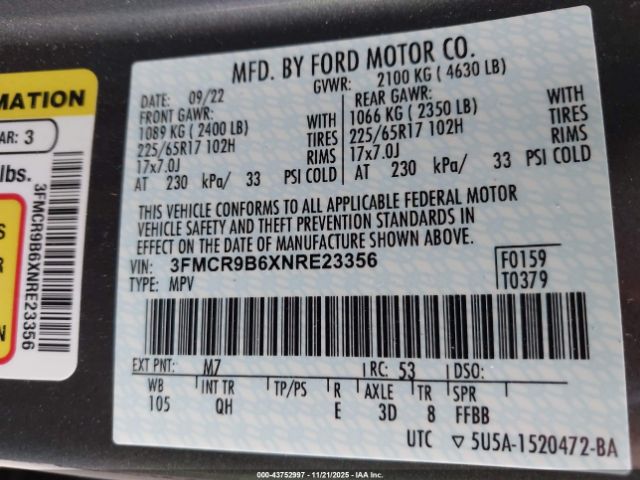 MATION
AR: 3
lbs.
S
R
N
3FMCR9B6XNRE23356
MFD. BY FORD MOTOR CO.
DATE: 09/22
GVWR: 2100 KG ( 4630 LB)
FRONT GAWR:
1089 KG ( 2400 LB)
225/65R17 102H TIRES
17x7.0J RIMS
AT 230 kPa/ 33 PSI COLD
REAR GAWR:
1066 KG ( 2350 LB)
225/65R17 102H TIRES
17x7.0J RIMS
AT 230 kPa/ 33 PSI COLD
THIS VEHICLE CONFORMS TO ALL APPLICABLE FEDERAL MOTOR
VEHICLE SAFETY AND THEFT PREVENTION STANDARDS IN
EFFECT ON THE DATE OF MANUFACTURE SHOWN ABOVE.
VIN: 3FMCR9B6XNRE23356
TYPE: MPV
F0159
T0379
EXT PNT: M7 RC: 53 DSO:
WB INT TR TP/PS R AXLE TR SPR
105 QH E 3D 8 FFBB
UTC ▽ 5U5A-1520472-BA
© 43752997 - 11/21/2025 - IAA, Inc.